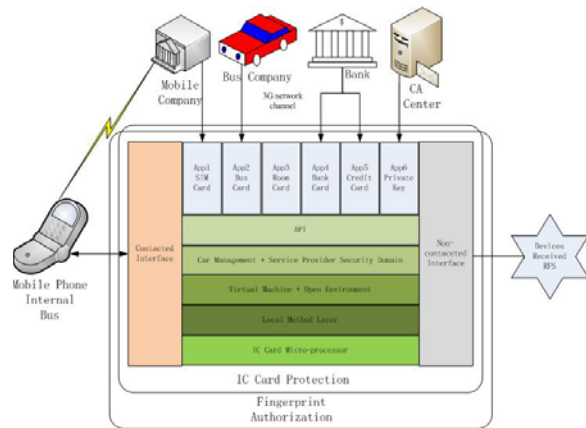 $
Mobile
Company
Bus Company
Bank
CA
Center
3G network
channel
App1
SIM
Card
App2
Bus
Card
App3
Room
Card
App4
Bank
Card
App5
Credit
Card
App6
Private
Key
API
Contacted
Interface
Car Management + Service Provider Security Domain
Non-
contaceted
Interface
Virtual Machine + Open Environment
Local Method Layer
IC Card Micro-processor
Mobile Phone
Internal
Bus
Devices
Received
RFS
IC Card Protection
Fingerprint
Authorization